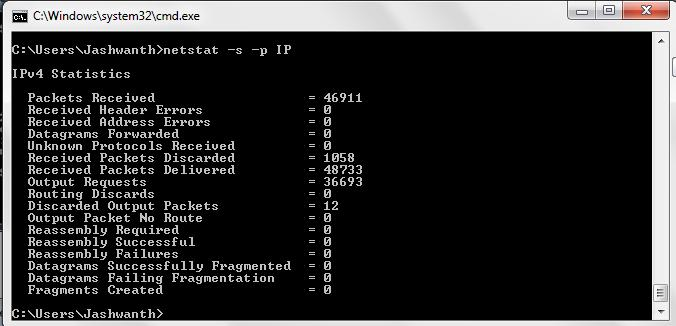 C:\Windows\system32\cmd.exe
C:\Users\Jashwanth>netstat -s -p IP
IPv4 Statistics
Packets Received = 46911
Received Header Errors = 0
Received Address Errors = 0
Datagrams Forwarded = 0
Unknown Protocols Received = 0
Received Packets Discarded = 1058
Received Packets Delivered = 48733
Output Requests = 36693
Routing Discards = 0
Discarded Output Packets = 12
Output Packet No Route = 0
Reassembly Required = 0
Reassembly Successful = 0
Reassembly Failures = 0
Datagrams Successfully Fragmented = 0
Datagrams Failing Fragmentation = 0
Fragments Created = 0
C:\Users\Jashwanth>